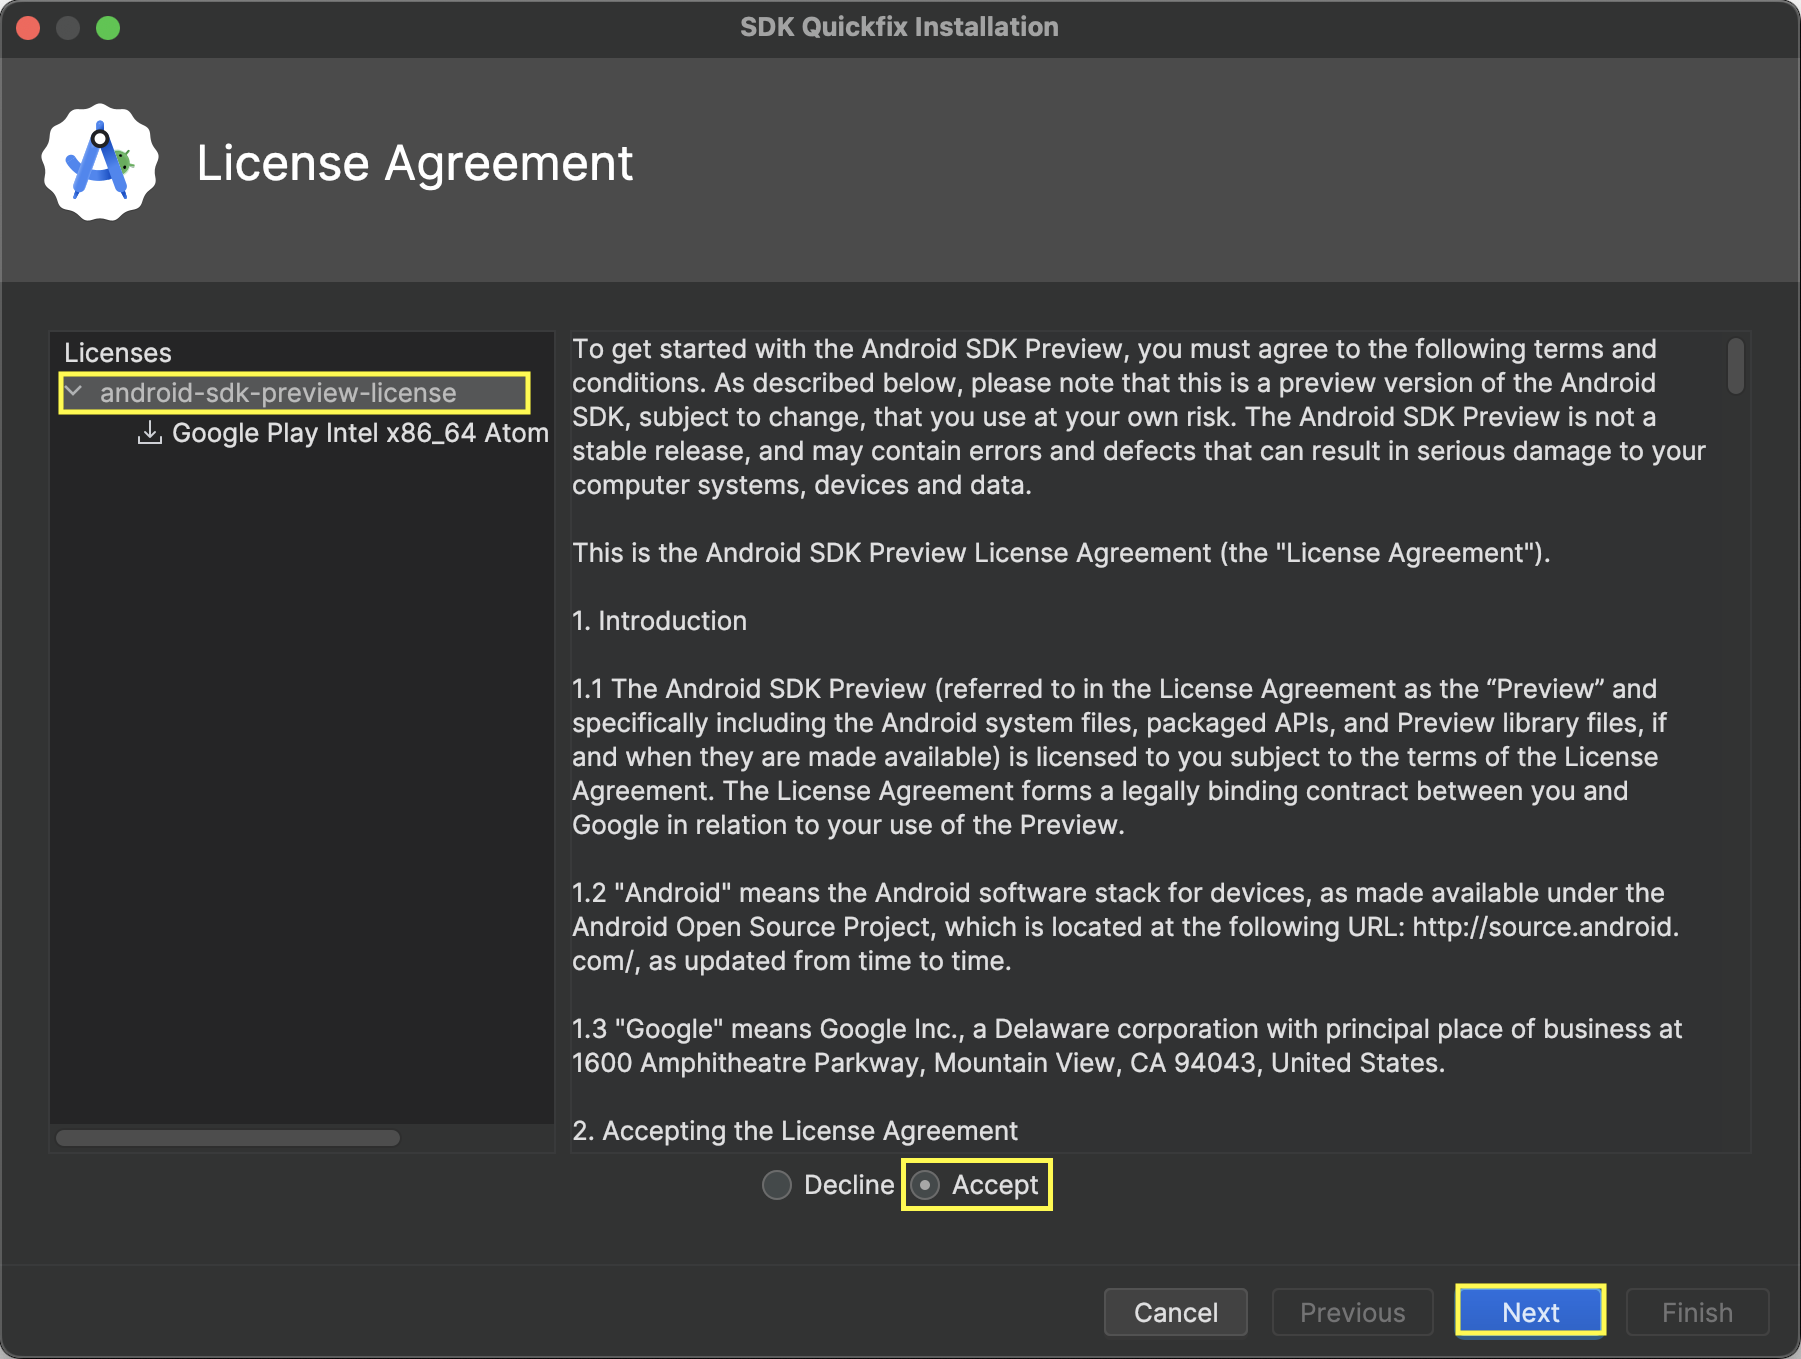 SDK Quickfix Installation
License Agreement
Licenses
android-sdk-preview-license
Google Play Intel x86_64 Atom
To get started with the Android SDK Preview, you must agree to the following terms and
conditions. As described below, please note that this is a preview version of the Android
SDK, subject to change, that you use at your own risk. The Android SDK Preview is not a
stable release, and may contain errors and defects that can result in serious damage to your
computer systems, devices and data.
This is the Android SDK Preview License Agreement (the "License Agreement").
1. Introduction
1.1 The Android SDK Preview (referred to in the License Agreement as the “Preview” and
specifically including the Android system files, packaged APIs, and Preview library files, if
and when they are made available) is licensed to you subject to the terms of the License
Agreement. The License Agreement forms a legally binding contract between you and
Google in relation to your use of the Preview.
1.2 "Android" means the Android software stack for devices, as made available under the
Android Open Source Project, which is located at the following URL: http://source.android.
com/, as updated from time to time.
1.3 "Google" means Google Inc., a Delaware corporation with principal place of business at
1600 Amphitheatre Parkway, Mountain View, CA 94043, United States.
2. Accepting the License Agreement
Decline Accept
Cancel Previous Next Finish